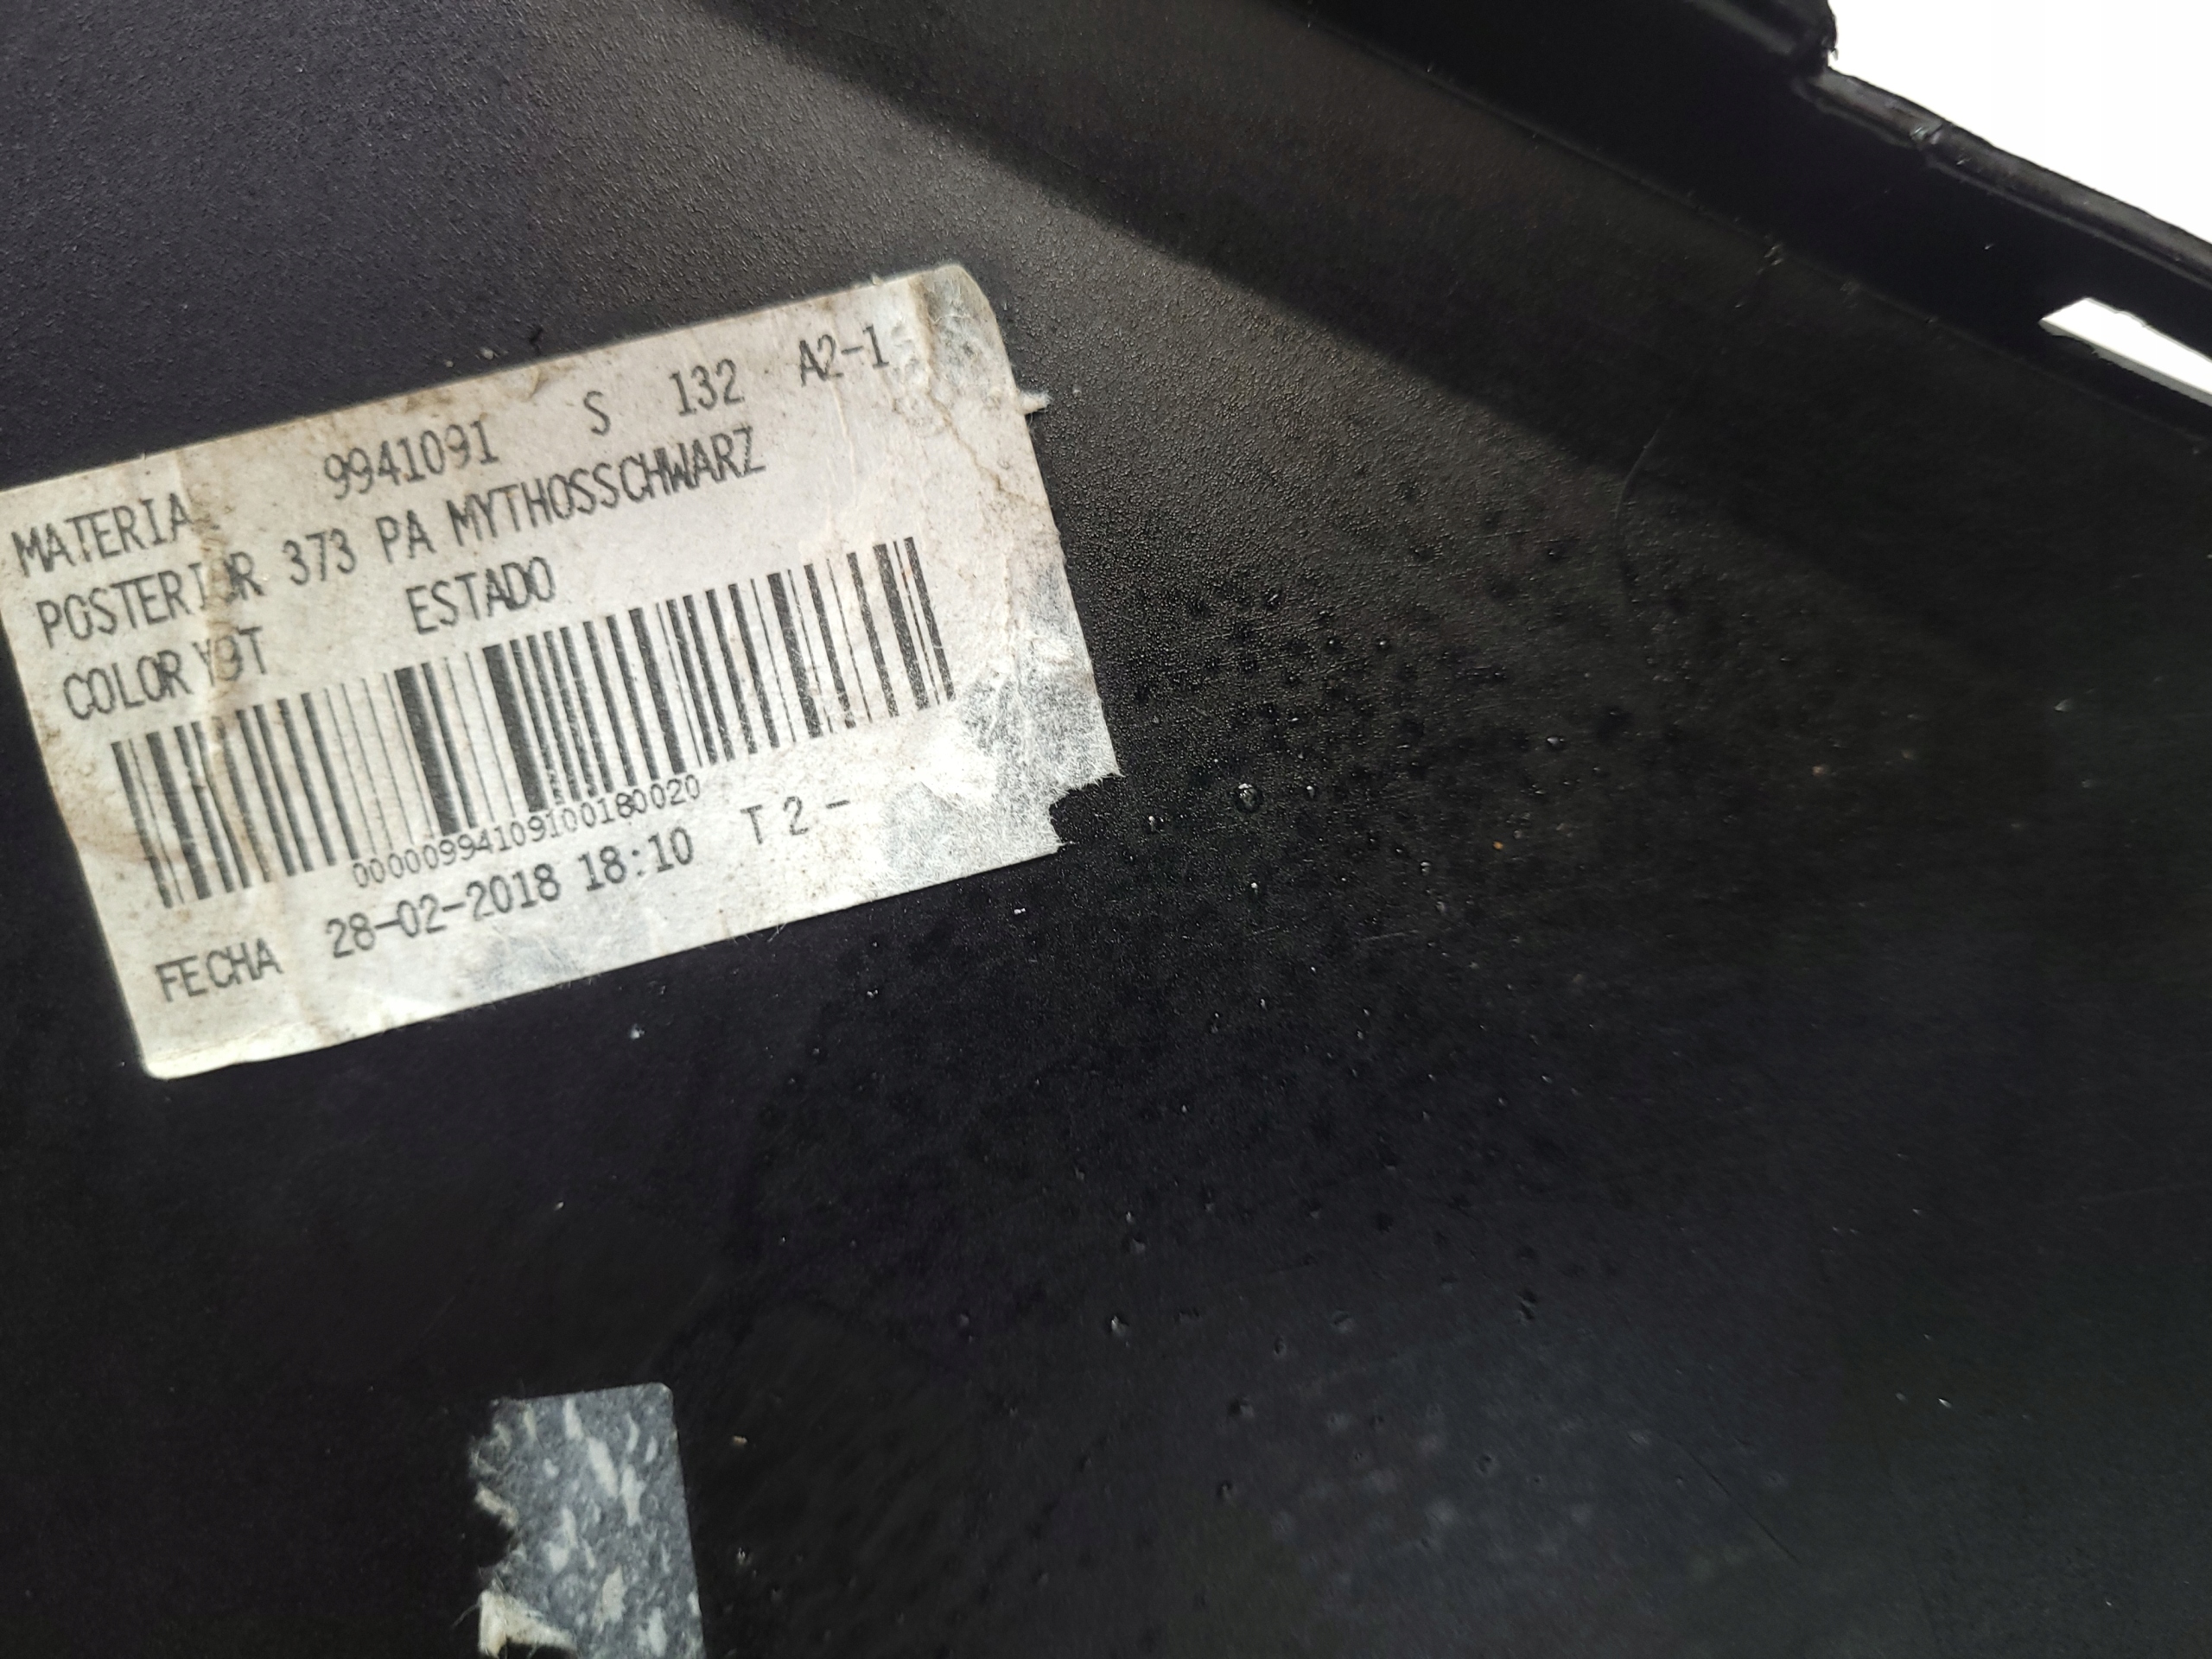 MATERIA 9941091 S 132 A2-1
POSTERIOR 373 PA MYTHOSSCHWARZ
COLOR Y9T ESTADO
00000994109100180020
FECHA 28-02-2018 18:10 T 2 -